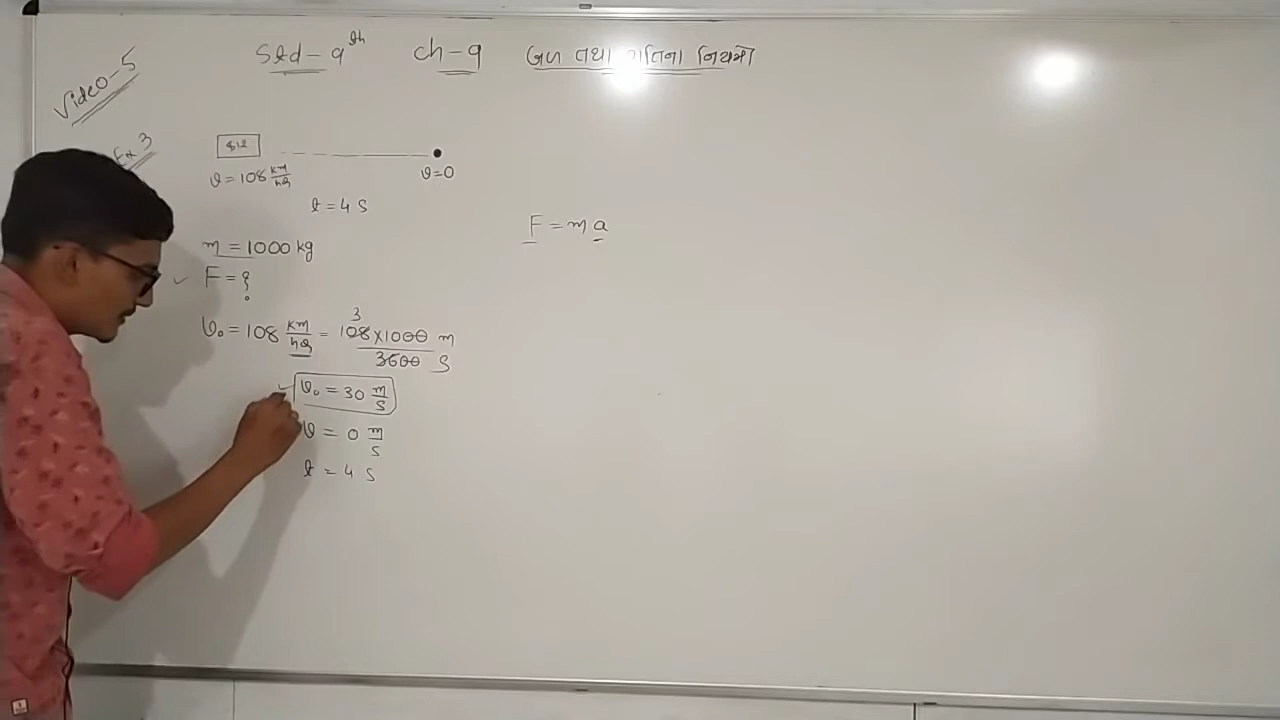 Std - 9th ch-9 બળ તથા ગતિના નિયમો
Video-5
Ex 3
કાર
v = 108 km/hr v = 0
t = 4 s
F = m a
m = 1000 kg
F = ?
v₀ = 108 km/hr = 108 × 1000 / 3600 m/s
3
v₀ = 30 m/s
v = 0 m/s
t = 4 s